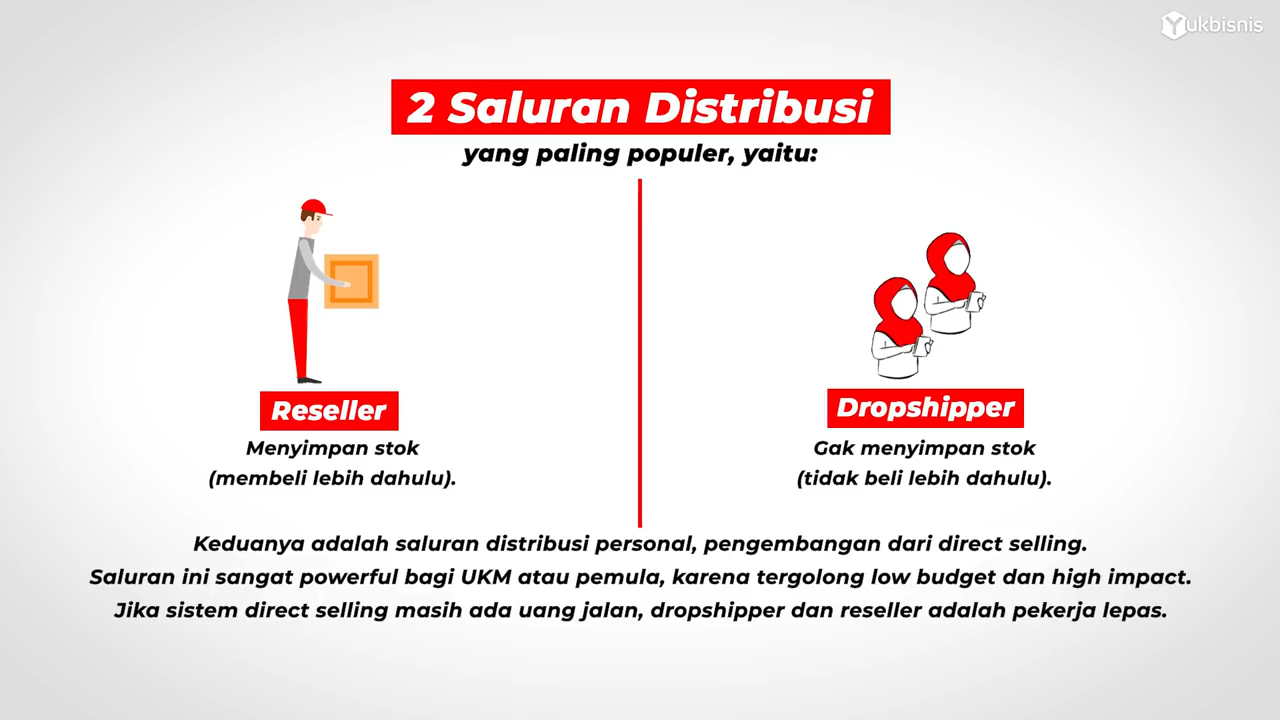 Yukbisnis
2 Saluran Distribusi
yang paling populer, yaitu:
Reseller
Menyimpan stok
(membeli lebih dahulu).
Dropshipper
Gak menyimpan stok
(tidak beli lebih dahulu).
Keduanya adalah saluran distribusi personal, pengembangan dari direct selling.
Saluran ini sangat powerful bagi UKM atau pemula, karena tergolong low budget dan high impact.
Jika sistem direct selling masih ada uang jalan, dropshipper dan reseller adalah pekerja lepas.